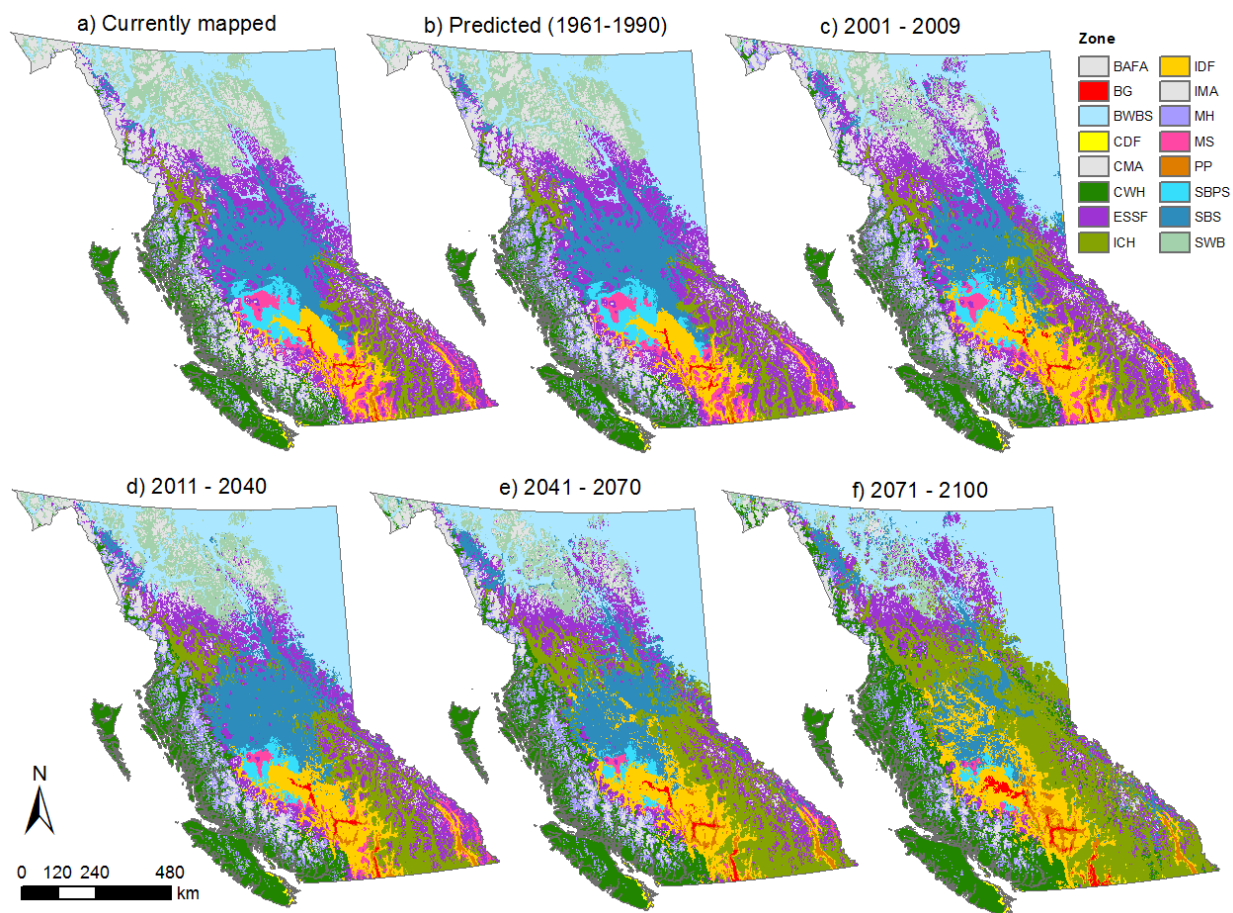 a) Currently mapped
b) Predicted (1961-1990)
c) 2001 - 2009
Zone
BAFA IDF
BG IMA
BWBS MH
CDF MS
CMA PP
CWH SBPS
ESSF SBS
ICH SWB
d) 2011 - 2040
e) 2041 - 2070
f) 2071 - 2100
N
0 120 240 480
km